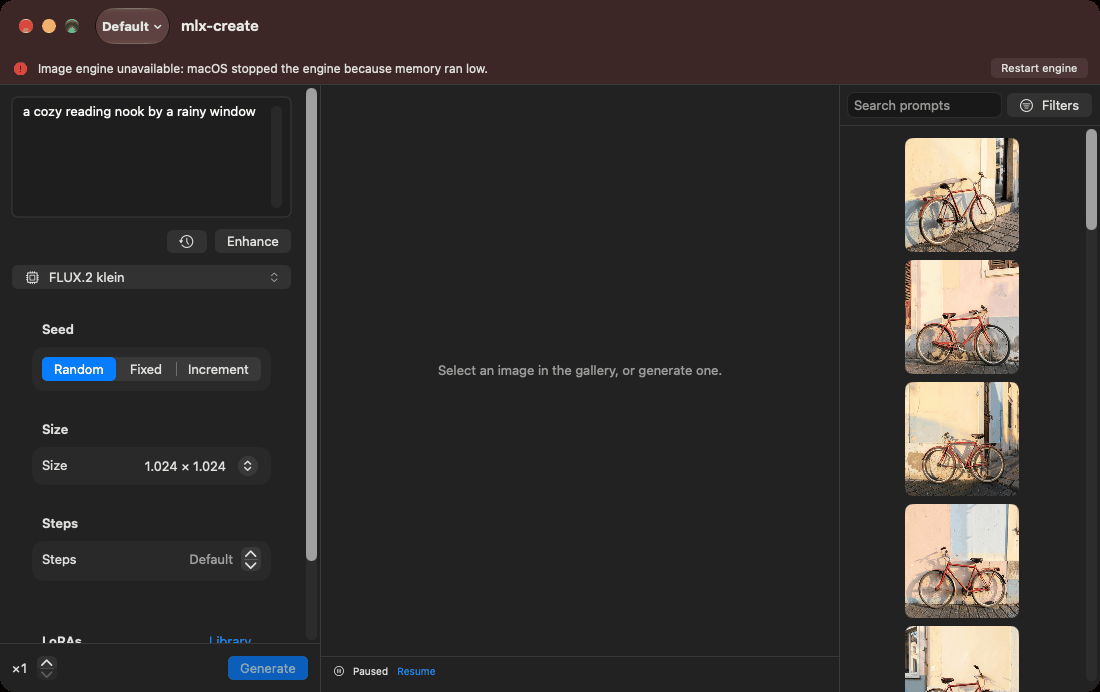 Default
mlx-create
Image engine unavailable: macOS stopped the engine because memory ran low.
Restart engine
a cozy reading nook by a rainy window
Enhance
FLUX.2 klein
Seed
Random
Fixed
Increment
Size
Size
1.024 × 1.024
Steps
Steps
Default
LoRAs
Library
×1
Generate
Select an image in the gallery, or generate one.
Paused
Resume
Search prompts
Filters